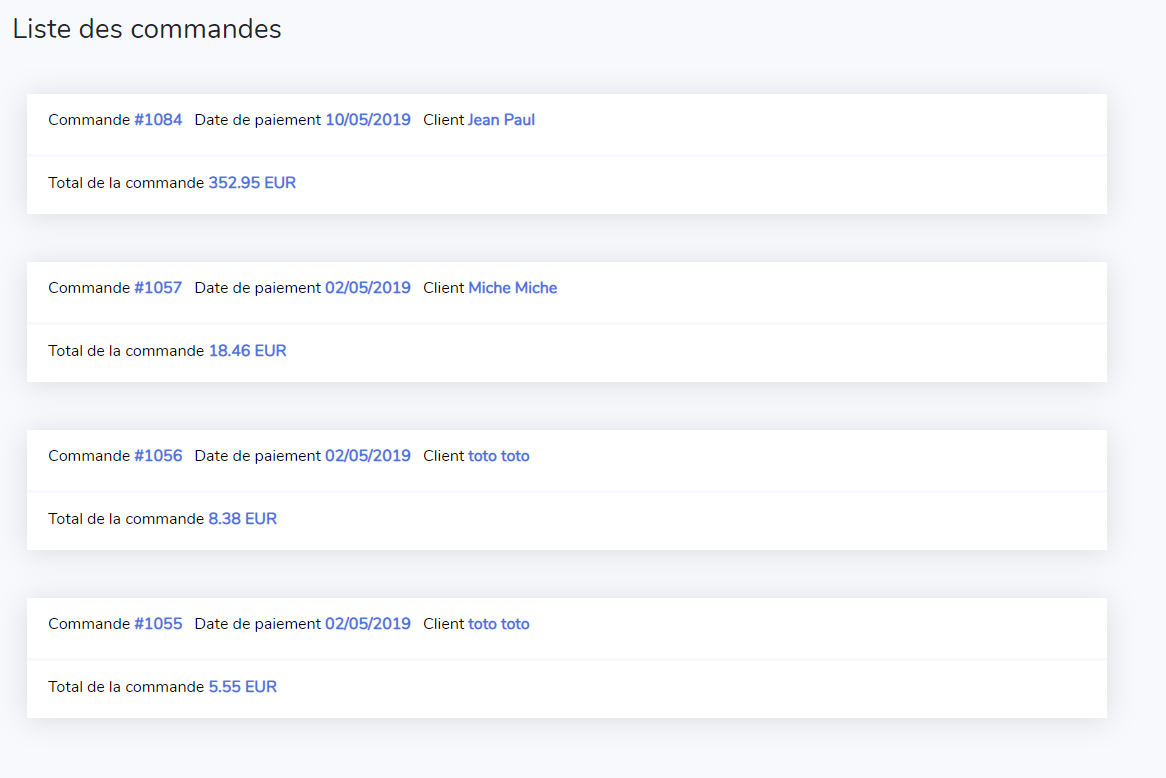 Liste des commandes
Commande #1084 Date de paiement 10/05/2019 Client Jean Paul
Total de la commande 352.95 EUR
Commande #1057 Date de paiement 02/05/2019 Client Miche Miche
Total de la commande 18.46 EUR
Commande #1056 Date de paiement 02/05/2019 Client toto toto
Total de la commande 8.38 EUR
Commande #1055 Date de paiement 02/05/2019 Client toto toto
Total de la commande 5.55 EUR